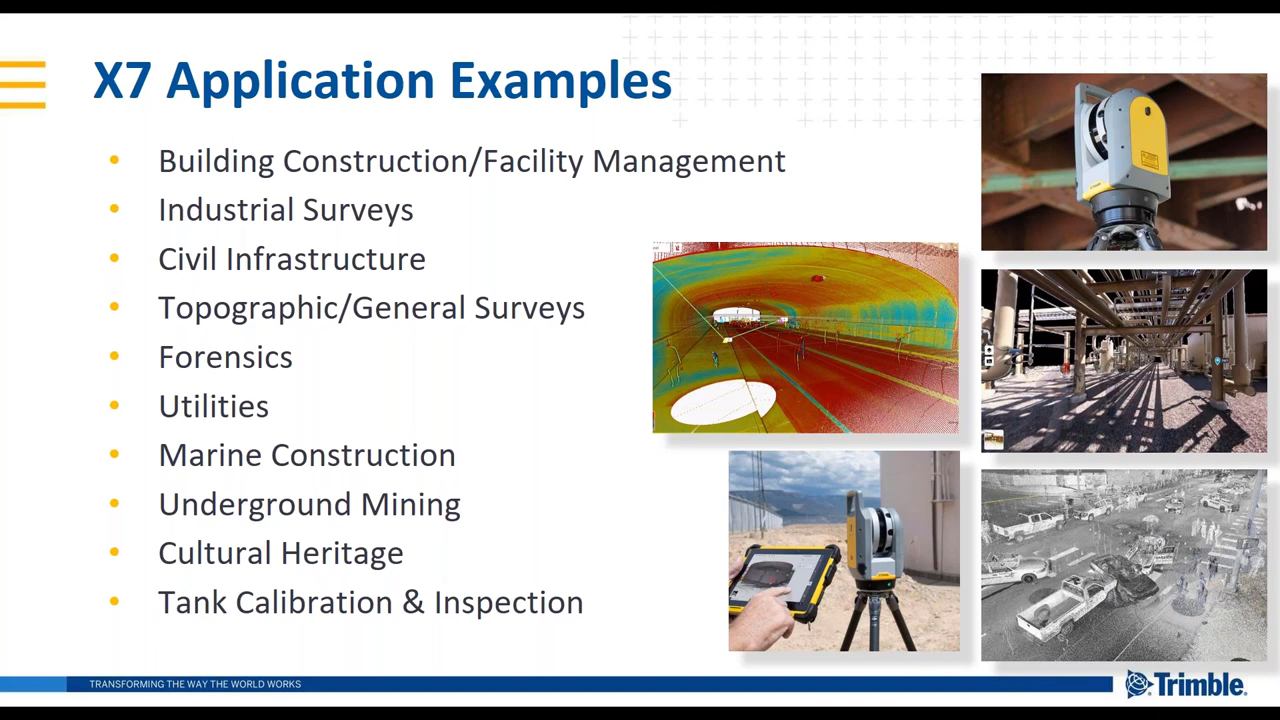 X7 Application Examples
• Building Construction/Facility Management
• Industrial Surveys
• Civil Infrastructure
• Topographic/General Surveys
• Forensics
• Utilities
• Marine Construction
• Underground Mining
• Cultural Heritage
• Tank Calibration & Inspection
TRANSFORMING THE WAY THE WORLD WORKS
Trimble